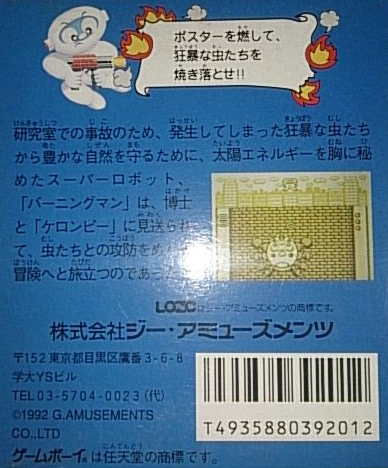 ポスターを燃して、
狂暴な虫たちを
焼き落とせ!!
研究室での事故のため、発生してしまった狂暴な虫たち
から豊かな自然を守るために、太陽エネルギーを胸に秘
めたスーパーロボット、
「バーニングマン」は、博士
と「ケロンピー」に見送られ
て、虫たちとの攻防をめ
冒険へと旅立つのであった
LOZCはジー・アミューズメンツの商標です。
株式会社ジー・アミューズメンツ
〒152 東京都目黒区鷹番3-6-8
学大YSビル
TEL03-5704-0023(代)
©1992 G.AMUSEMENTS
CO.,LTD
ゲームボーイは任天堂の商標です。
T4935880392012